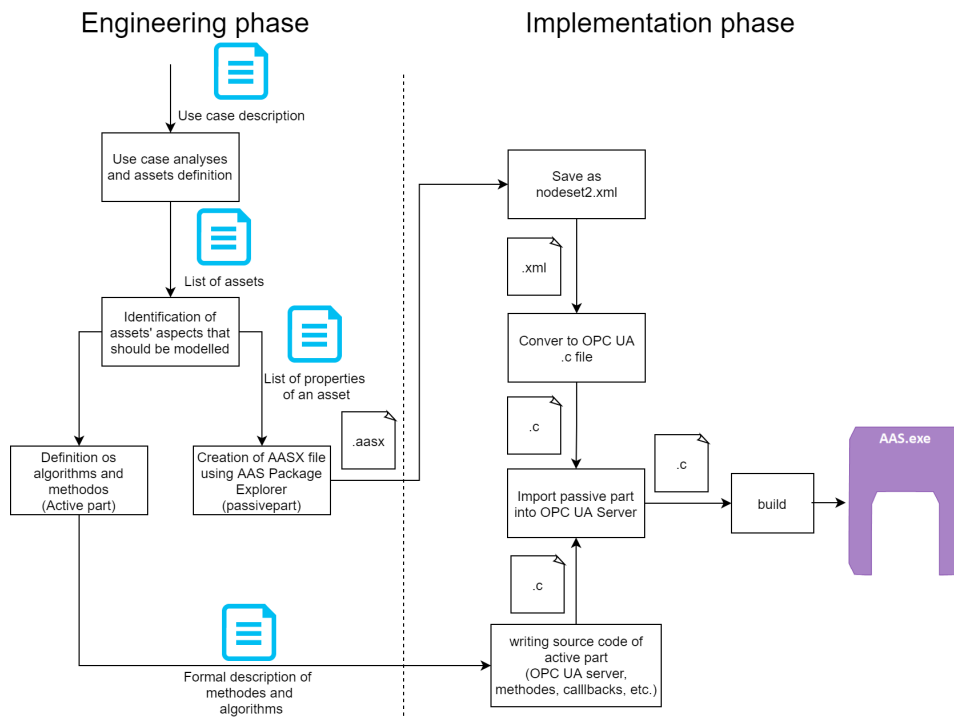 Engineering phase
Implementation phase
Use case description
Use case analyses
and assets definition
List of assets
Identification of
assets' aspects that
should be modelled
List of properties
of an asset
.aasx
Definition os
algorithms and
methodos
(Active part)
Creation of AASX file
using AAS Package
Explorer
(passivepart)
Formal description of
methodes and
algorithms
Save as
nodeset2.xml
.xml
Conver to OPC UA
.c file
.c
Import passive part
into OPC UA Server
.c
build
AAS.exe
.c
writing source code of
active part
(OPC UA server,
methodes, calllbacks, etc.)